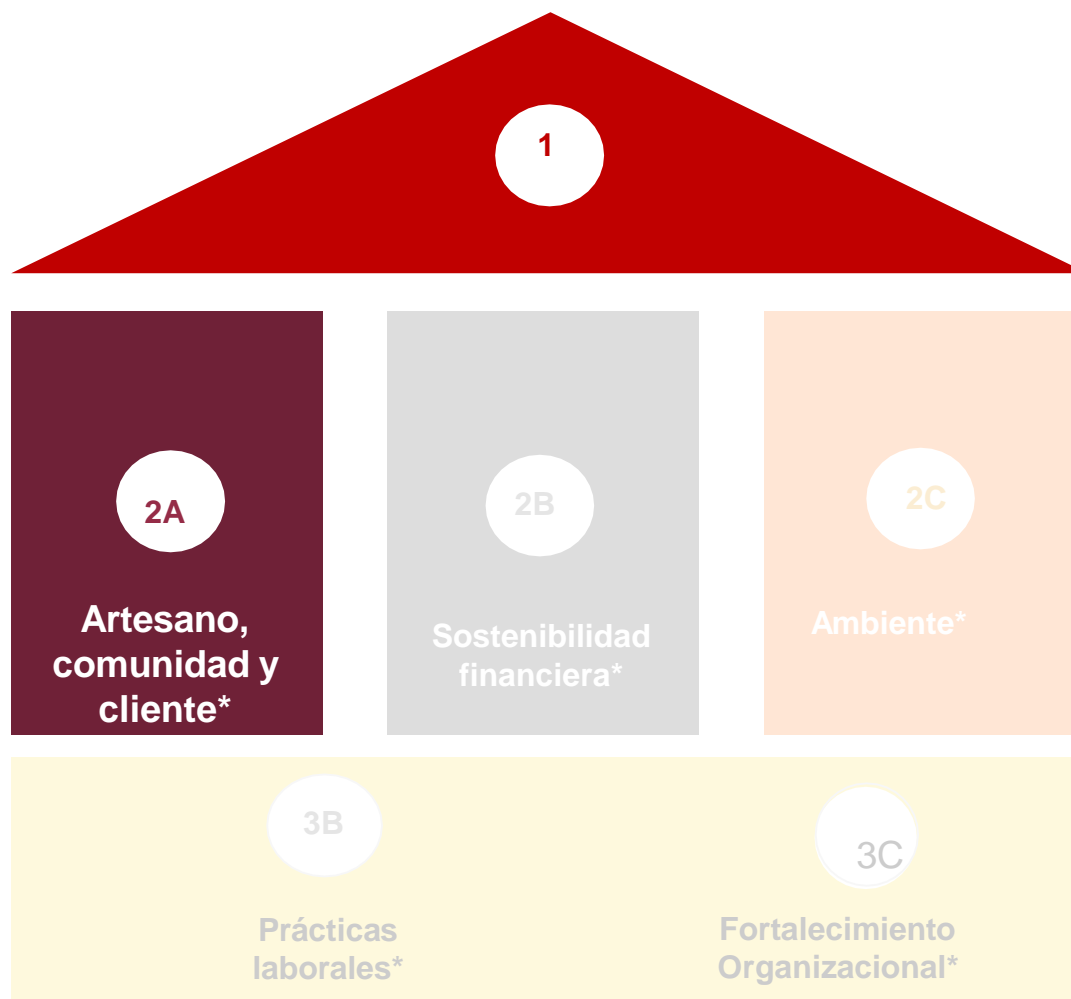 1
2A
Artesano,
comunidad y
cliente*
2B
Sostenibilidad
financiera*
2C
Ambiente*
3B
Prácticas
laborales*
3C
Fortalecimiento
Organizacional*